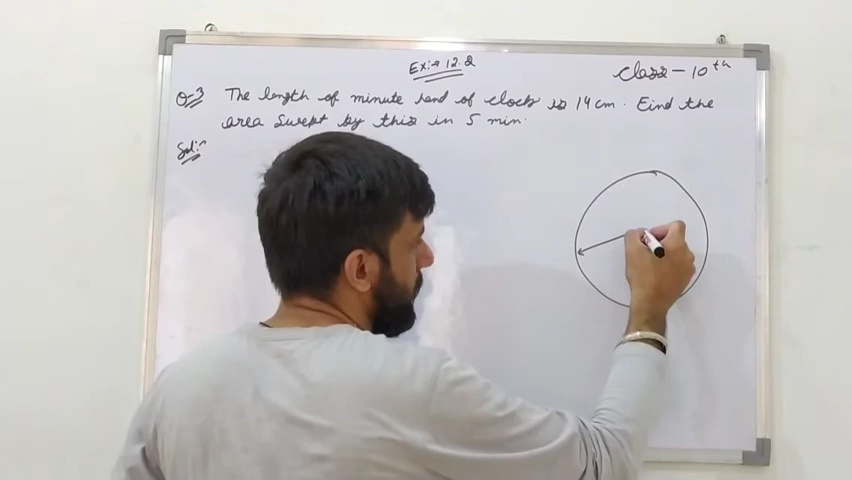 Ex:- 12.2
Class - 10th
Q-3 The length of minute hand of clock is 14 cm. Find the
area swept by this in 5 min.
Sol:-